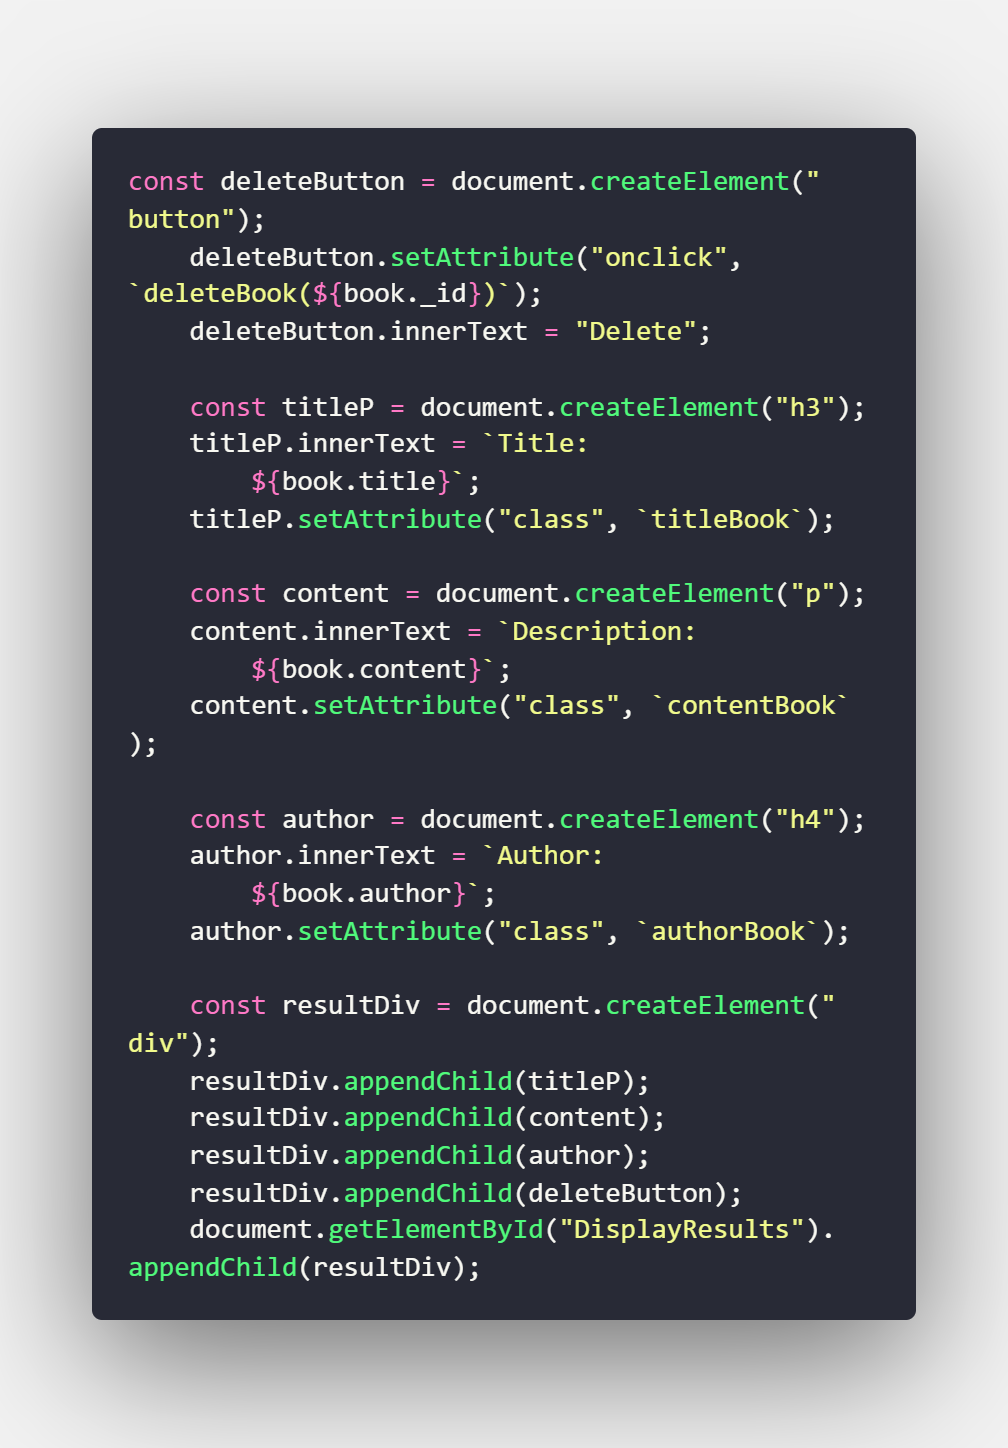 const deleteButton = document.createElement("
button");
    deleteButton.setAttribute("onclick",
`deleteBook(${book._id})`);
    deleteButton.innerText = "Delete";

    const titleP = document.createElement("h3");
    titleP.innerText = `Title:
        ${book.title}`;
    titleP.setAttribute("class", `titleBook`);

    const content = document.createElement("p");
    content.innerText = `Description:
        ${book.content}`;
    content.setAttribute("class", `contentBook`
);

    const author = document.createElement("h4");
    author.innerText = `Author:
        ${book.author}`;
    author.setAttribute("class", `authorBook`);

    const resultDiv = document.createElement("
div");
    resultDiv.appendChild(titleP);
    resultDiv.appendChild(content);
    resultDiv.appendChild(author);
    resultDiv.appendChild(deleteButton);
    document.getElementById("DisplayResults").
appendChild(resultDiv);